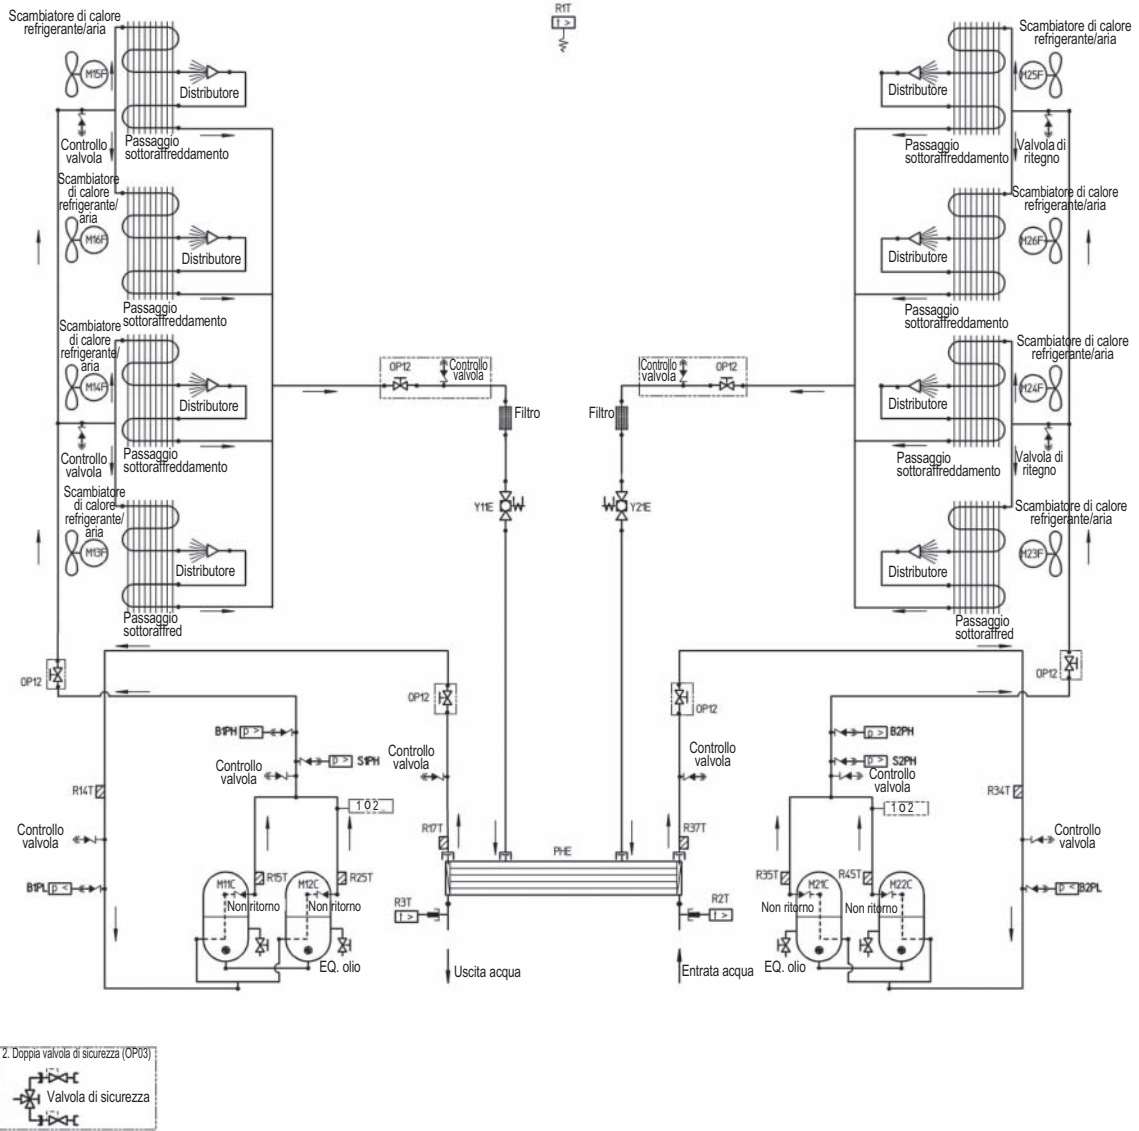 R1T
t >
Scambiatore di calore
refrigerante/aria
M15F
Distributore
Controllo
valvola
Passaggio
sottoraffreddamento
Scambiatore
di calore
refrigerante/
aria
M16F
Distributore
Passaggio
sottoraffreddamento
Scambiatore
di calore
refrigerante/
aria
M14F
Distributore
Controllo
valvola
Passaggio
sottoraffreddamento
Scambiatore
di calore
refrigerante/
aria
M13F
Distributore
Passaggio
sottoraffred
Scambiatore di calore
refrigerante/aria
M25F
Distributore
Passaggio
sottoraffreddamento
Valvola di
ritegno
Scambiatore di calore
refrigerante/aria
M26F
Distributore
Passaggio
sottoraffreddamento
Scambiatore di calore
refrigerante/aria
M24F
Distributore
Passaggio
sottoraffreddamento
Valvola di
ritegno
Scambiatore di calore
refrigerante/aria
M23F
Distributore
Passaggio
sottoraffred
OP12
Controllo
valvola
Controllo
valvola
OP12
Filtro
Filtro
Y11E
Y21E
OP12
OP12
OP12
OP12
B1PH
p >
p >
S1PH
Controllo
valvola
Controllo
valvola
R14T
1 0 2
Controllo
valvola
R17T
B1PL
p <
M11C
R15T
M12C
R25T
Non ritorno
Non ritorno
EQ. olio
PHE
R3T
t >
R2T
t >
Uscita acqua
Entrata acqua
Controllo
valvola
R37T
p >
B2PH
p >
S2PH
Controllo
valvola
1 0 2
R34T
Controllo
valvola
p <
B2PL
R35T
M21C
R45T
M22C
Non ritorno
Non ritorno
EQ. olio
2. Doppia valvola di sicurezza (OP03)
Valvola di sicurezza